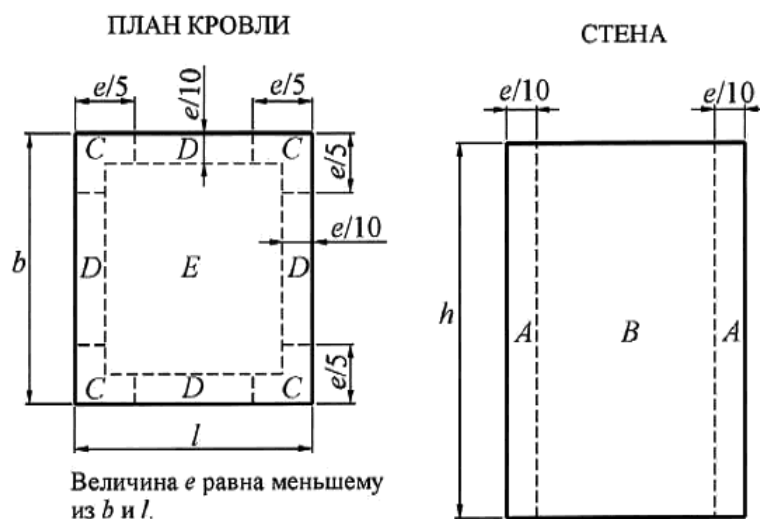 ПЛАН КРОВЛИ
СТЕНА
e/5
e/10
e/5
e/10
e/10
C
D
C
e/5
e/10
b
D
E
D
h
A
B
A
C
D
C
e/5
l
Величина e равна меньшему
из b и l.